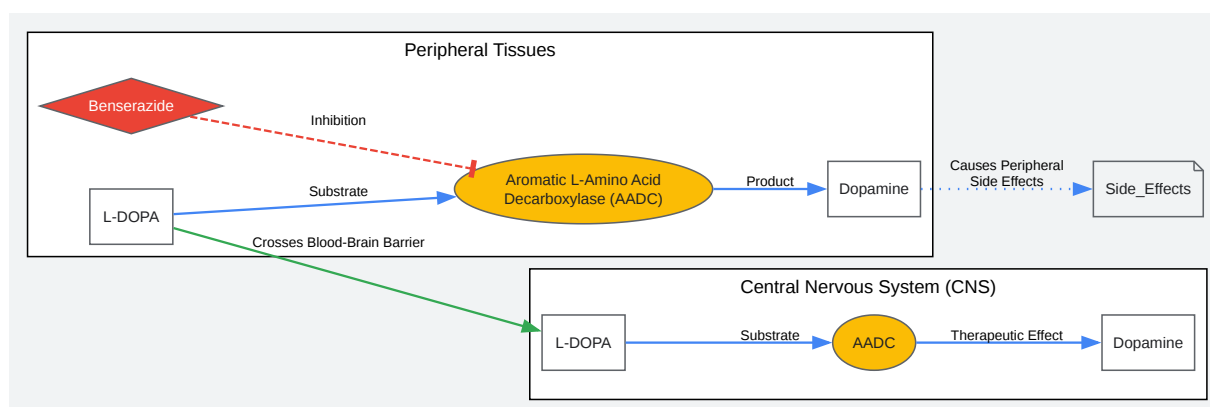 Peripheral Tissues
Benserazide
Inhibition
Aromatic L-Amino Acid
Decarboxylase (AADC)
Substrate
L-DOPA
Product
Dopamine
Causes Peripheral
Side Effects
Side_Effects
Crosses Blood-Brain Barrier
Central Nervous System (CNS)
L-DOPA
Substrate
AADC
Therapeutic Effect
Dopamine